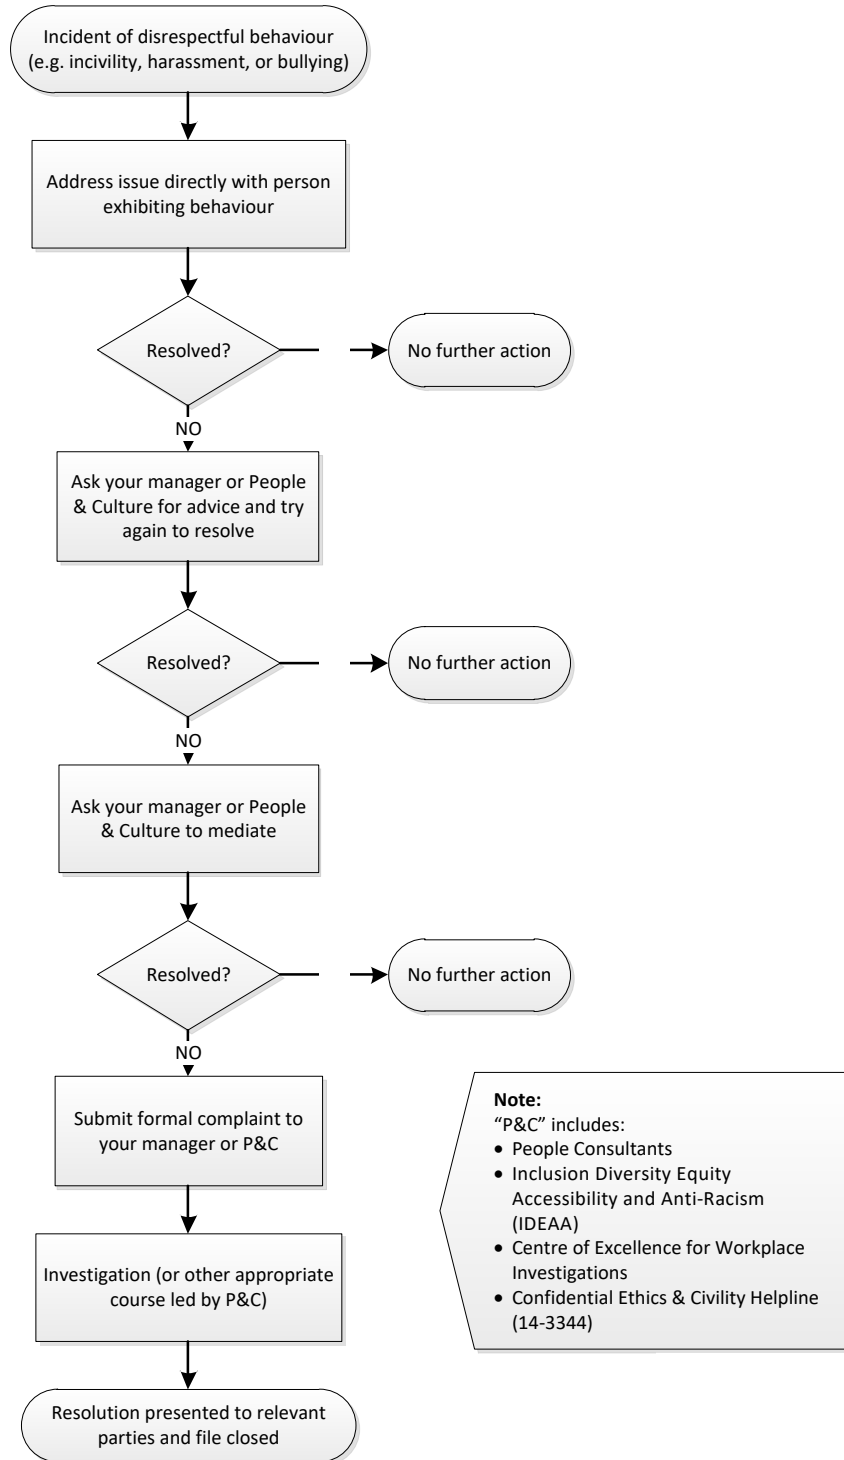 Incident of disrespectful behaviour
(e.g. incivility, harassment, or bullying)
Address issue directly with person
exhibiting behaviour
Resolved?
No further action
NO
Ask your manager or People
& Culture for advice and try
again to resolve
Resolved?
No further action
NO
Ask your manager or People
& Culture to mediate
Resolved?
No further action
NO
Submit formal complaint to
your manager or P&C
Investigation (or other appropriate
course led by P&C)
Resolution presented to relevant
parties and file closed
Note:
“P&C” includes:
• People Consultants
• Inclusion Diversity Equity
Accessibility and Anti-Racism
(IDEAA)
• Centre of Excellence for Workplace
Investigations
• Confidential Ethics & Civility Helpline
(14-3344)